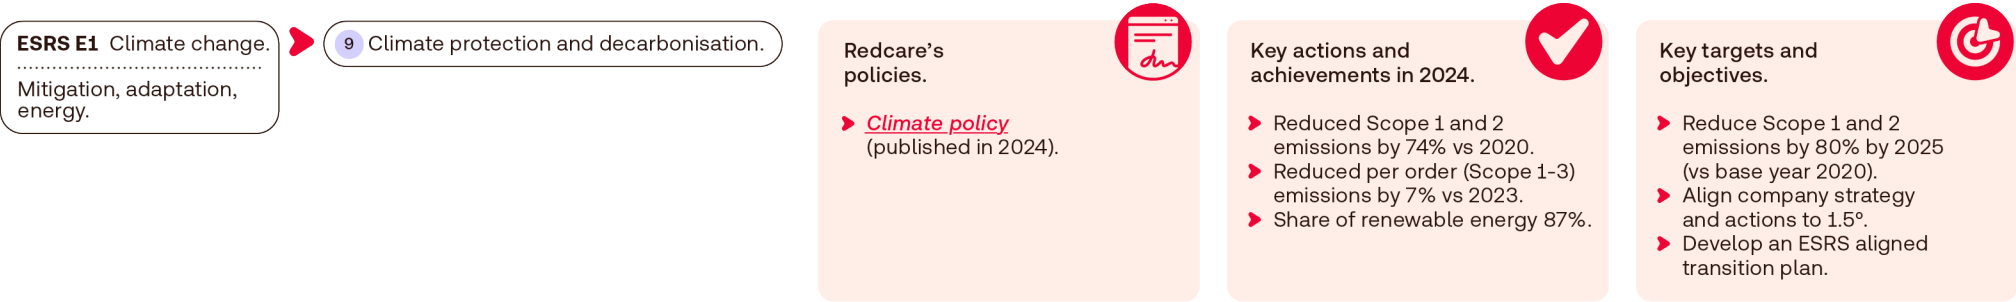 ESRS E1 Climate change.
Mitigation, adaptation,
energy.
9 Climate protection and decarbonisation.
Redcare’s
policies.
Climate policy
(published in 2024).
Key actions and
achievements in 2024.
Reduced Scope 1 and 2
emissions by 74% vs 2020.
Reduced per order (Scope 1-3)
emissions by 7% vs 2023.
Share of renewable energy 87%.
Key targets and
objectives.
Reduce Scope 1 and 2
emissions by 80% by 2025
(vs base year 2020).
Align company strategy
and actions to 1.5°.
Develop an ESRS aligned
transition plan.